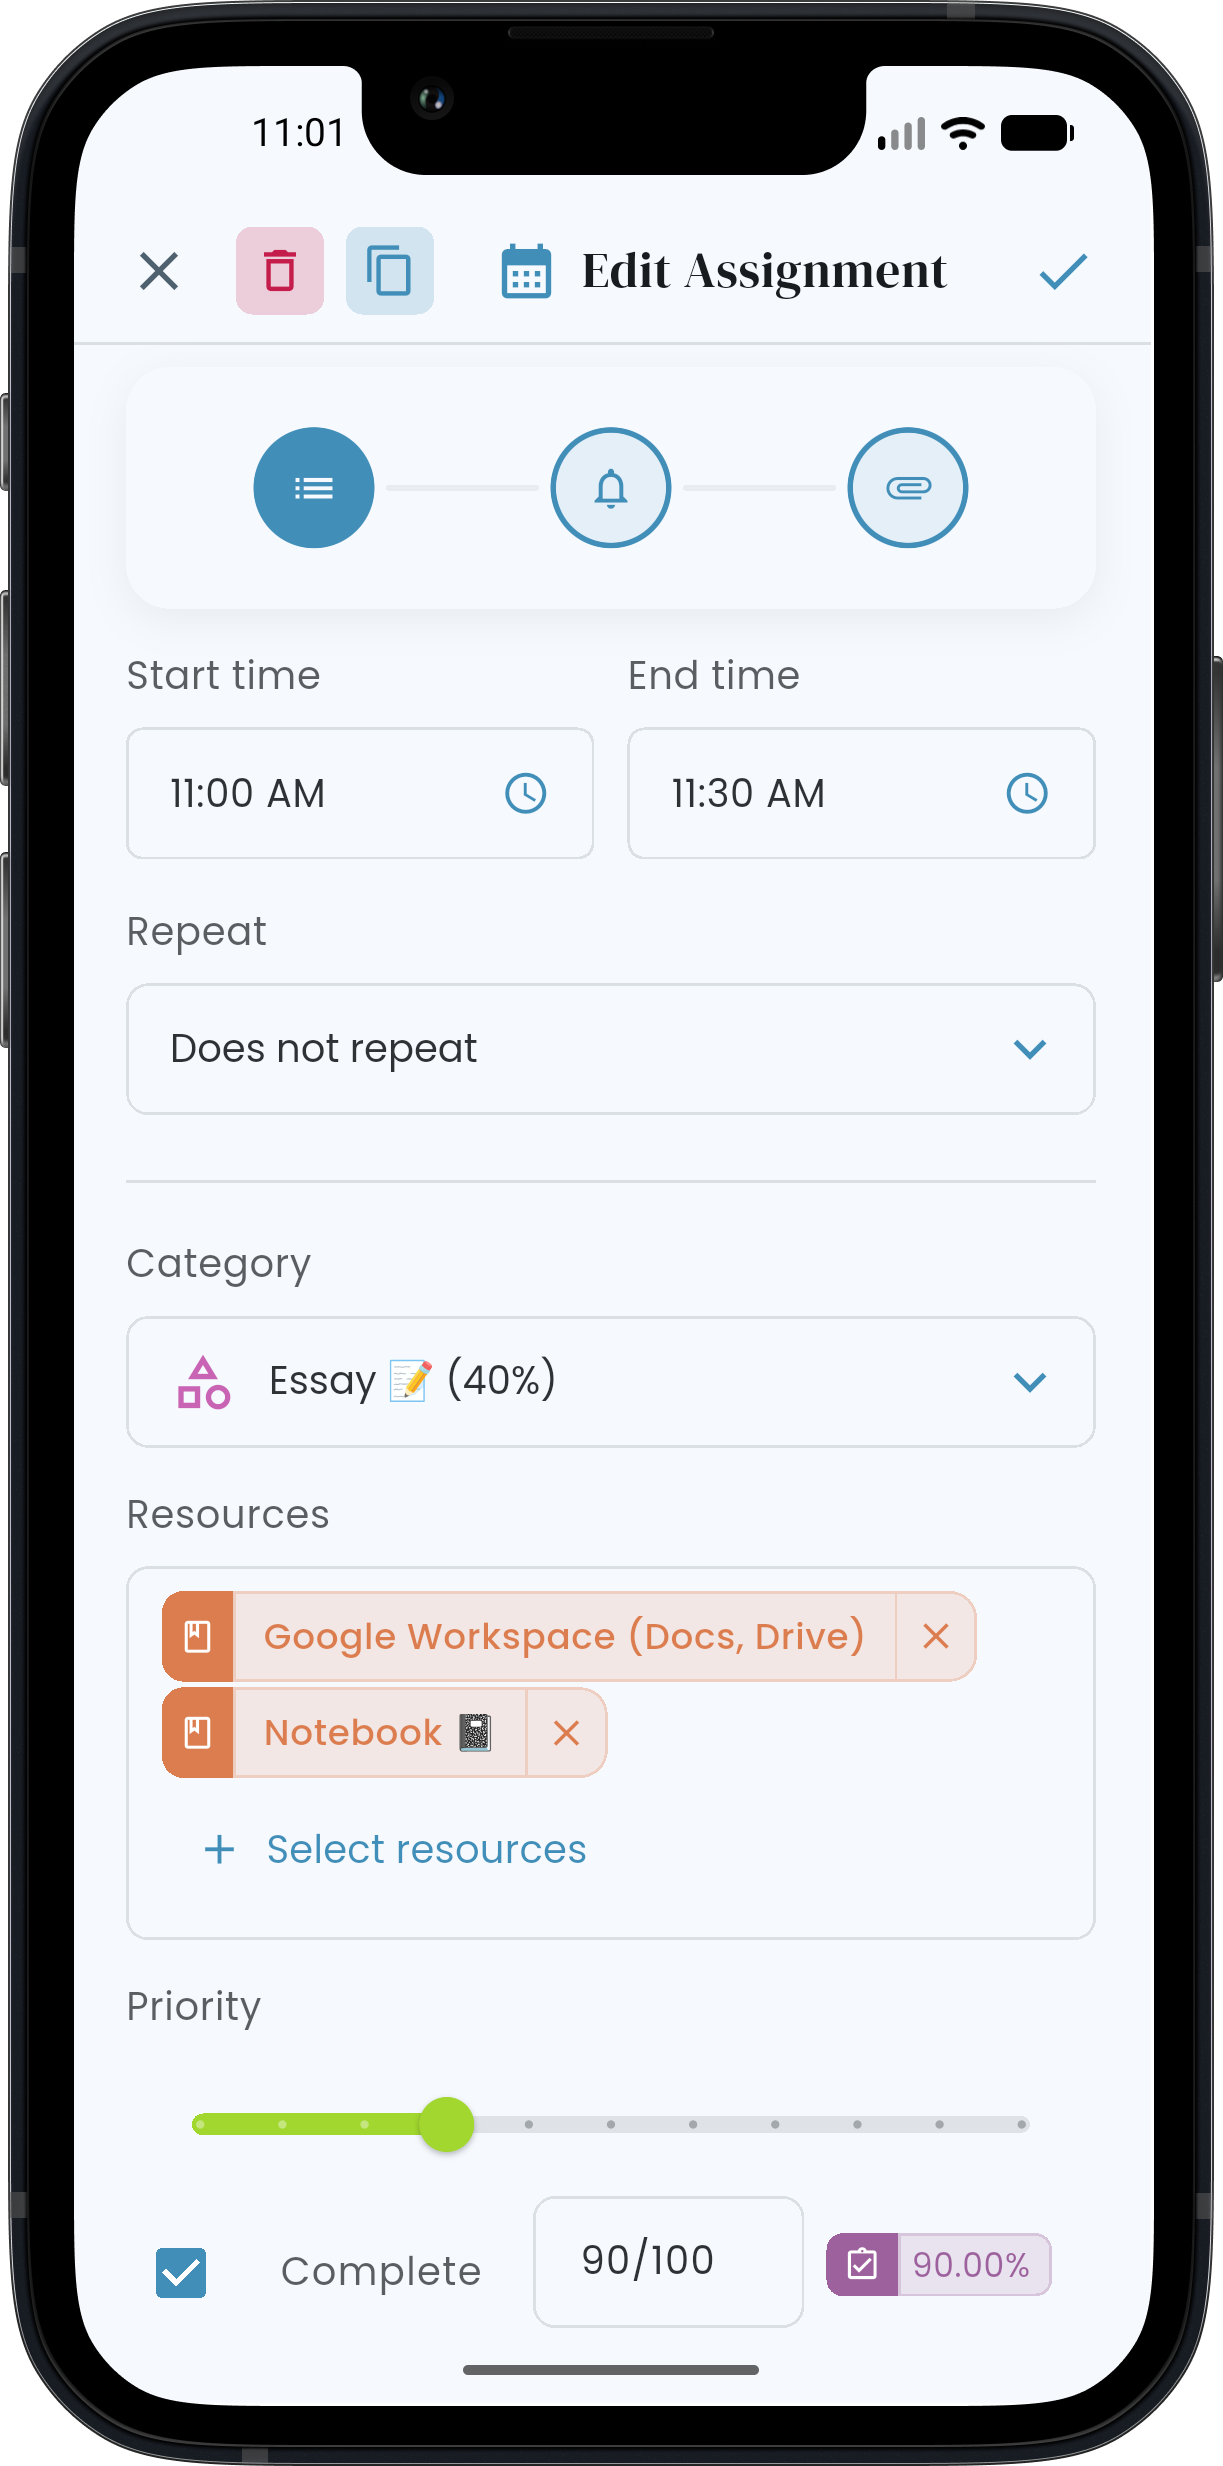 11:01
Edit Assignment
Start time End time
11:00 AM 11:30 AM
Repeat
Does not repeat
Category
Essay 📝 (40%)
Resources
Google Workspace (Docs, Drive)
Notebook 📓
+ Select resources
Priority
Complete 90/100 90.00%